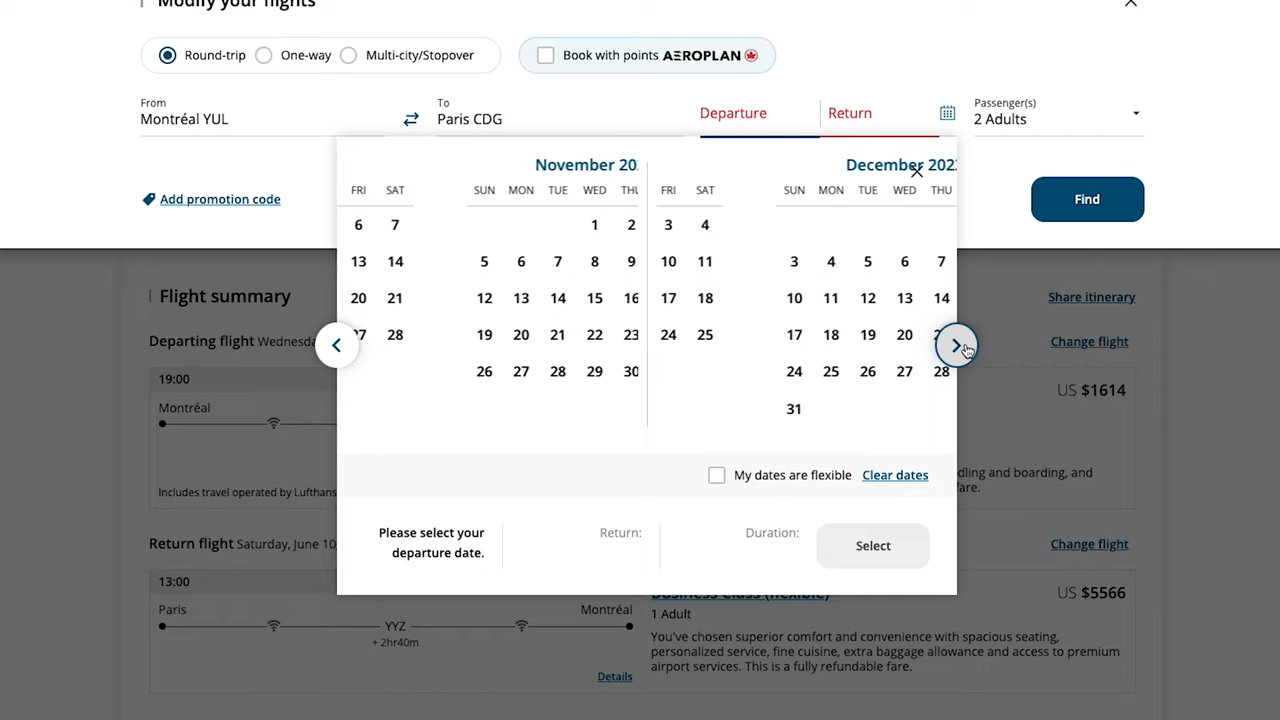 Modify your flights
Round-trip One-way Multi-city/Stopover Book with points AEROPLAN
From
Montréal YUL
To
Paris CDG
Departure Return
Passenger(s)
2 Adults
Add promotion code
Find
November 20
December 202
FRI SAT SUN MON TUE WED THU FRI SAT SUN MON TUE WED THU
6 7 1 2 3 4
13 14 5 6 7 8 9 10 11 3 4 5 6 7
20 21 12 13 14 15 16 17 18 10 11 12 13 14
27 28 19 20 21 22 23 24 25 17 18 19 20
26 27 28 29 30 24 25 26 27 28
31
My dates are flexible Clear dates
Please select your
departure date.
Return:
Duration:
Select
Flight summary
Share itinerary
Departing flight Wednesda
Change flight
19:00
US $1614
Montréal
dling and boarding, and
fare.
Includes travel operated by Lufthans
Return flight Saturday, June 10
Change flight
13:00
Business Class (flexible)
US $5566
Paris Montréal
1 Adult
YYZ
+ 2hr40m
You've chosen superior comfort and convenience with spacious seating,
personalized service, fine cuisine, extra baggage allowance and access to premium
airport services. This is a fully refundable fare.
Details